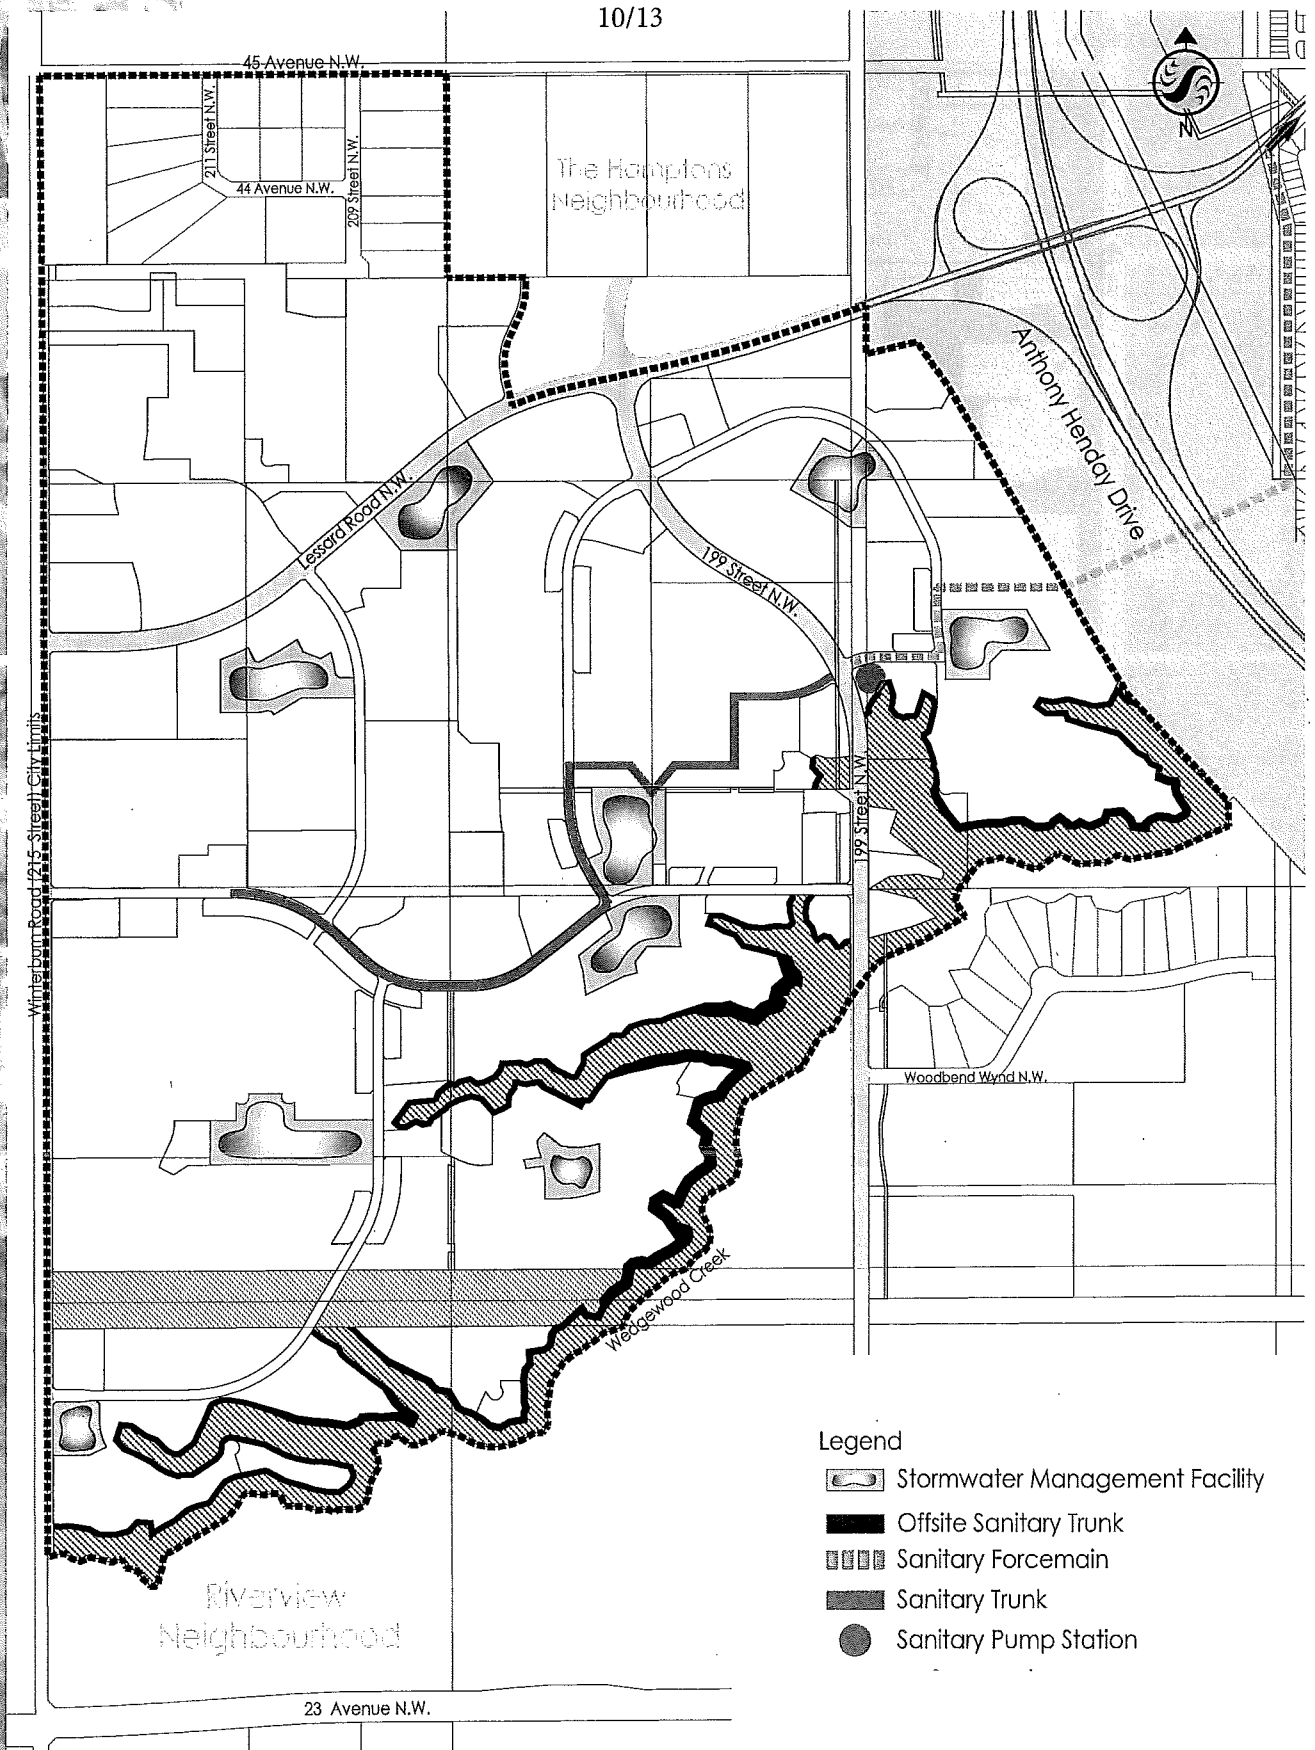 10/13
45 Avenue N.W.
211 Street N.W.
44 Avenue N.W.
209 Street N.W.
The Hamptons
Neighbourhood
N
Anthony Henday Drive
Lessard Road N.W.
199 Street N.W.
Winterburn Road (215 Street) City Limits
199 Street N.W.
Woodbend Wynd N.W.
Wedgewood Creek
Legend
Stormwater Management Facility
Offsite Sanitary Trunk
Sanitary Forcemain
Sanitary Trunk
Sanitary Pump Station
Riverview
Neighbourhood
23 Avenue N.W.